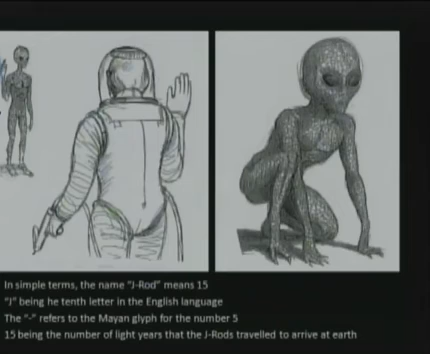 In simple terms, the name "J-Rod" means 15
"J" being he tenth letter in the English language
The "-" refers to the Mayan glyph for the number 5
15 being the number of light years that the J-Rods travelled to arrive at earth